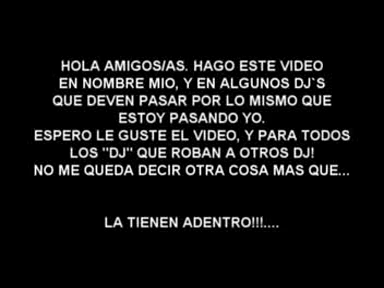 HOLA AMIGOS/AS. HAGO ESTE VIDEO
EN NOMBRE MIO, Y EN ALGUNOS DJ`S
QUE DEVEN PASAR POR LO MISMO QUE
ESTOY PASANDO YO.
ESPERO LE GUSTE EL VIDEO, Y PARA TODOS
LOS "DJ" QUE ROBAN A OTROS DJ!
NO ME QUEDA DECIR OTRA COSA MAS QUE...
LA TIENEN ADENTRO!!!....